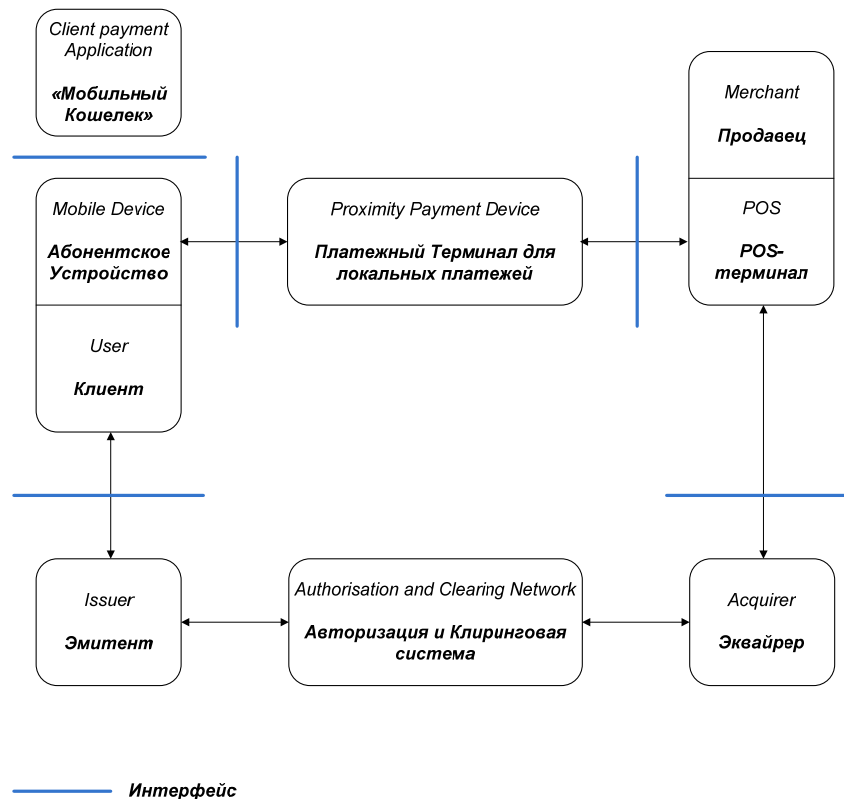 Client payment
Application
«Мобильный
Кошелек»
Merchant
Продавец
Mobile Device
Абонентское
Устройство
Proximity Payment Device
Платежный Терминал для
локальных платежей
POS
POS-
терминал
User
Клиент
Issuer
Эмитент
Authorisation and Clearing Network
Авторизация и Клиринговая
система
Acquirer
Эквайрер
Интерфейс